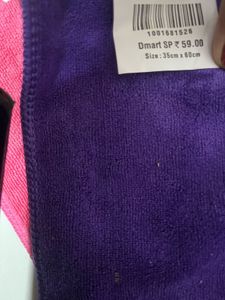 1001681526
Dmart SP ₹ 59.00
Size : 35cm x 60cm